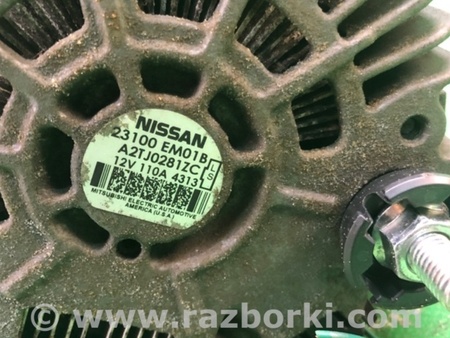 NISSAN
23100 EM01B
A2TJ0281ZC
S
12V 110A 4313
MITSUBISHI ELECTRIC AUTOMOTIVE
AMERICA (U.S.A)
© www.razborki.com